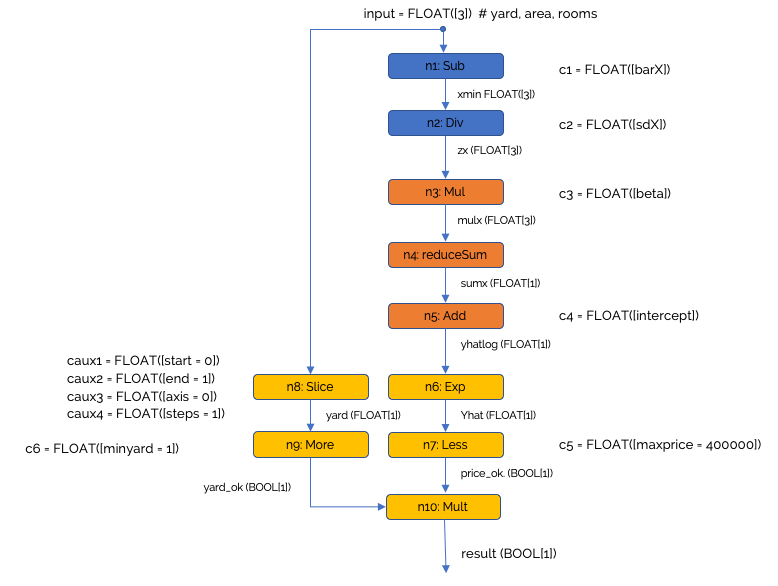 input = FLOAT([3]) # yard, area, rooms
n1: Sub
c1 = FLOAT([barX])
xmin FLOAT([3])
n2: Div
c2 = FLOAT([sdX])
zx (FLOAT[3])
n3: Mul
c3 = FLOAT([beta])
mulx (FLOAT[3])
n4: reduceSum
sumx (FLOAT[1])
n5: Add
c4 = FLOAT([intercept])
yhatlog (FLOAT[1])
caux1 = FLOAT([start = 0])
caux2 = FLOAT([end = 1])
caux3 = FLOAT([axis = 0])
caux4 = FLOAT([steps = 1])
n8: Slice
n6: Exp
yard (FLOAT[1])
Yhat (FLOAT[1])
c6 = FLOAT([minyard = 1])
n9: More
n7: Less
c5 = FLOAT([maxprice = 400000])
yard_ok (BOOL[1])
price_ok. (BOOL[1])
n10: Mult
result (BOOL[1])